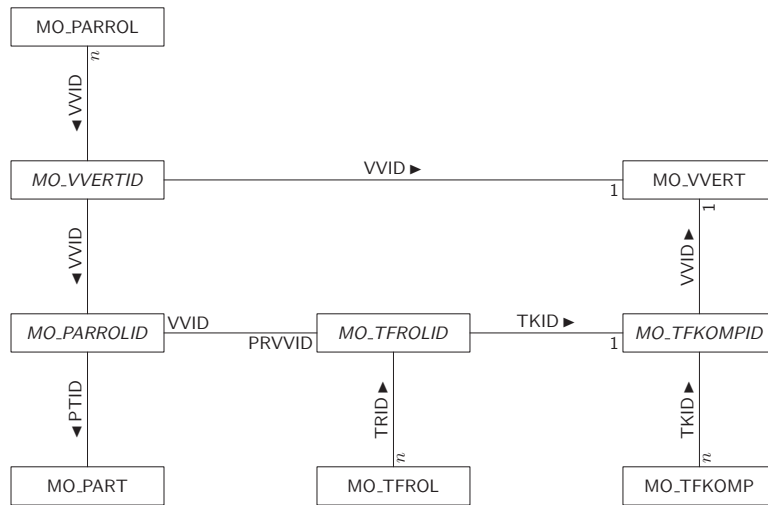 MO_PARROL
n
◄VVID
MO_VVERTID
VVID►
1
MO_VVERT
1
◄VVID
VVID►
MO_PARROLID
VVID
PRVVID
MO_TFROLID
TKID►
1
MO_TFKOMPID
◄PTID
TRID►
n
TKID►
n
MO_PART
MO_TFROL
MO_TFKOMP